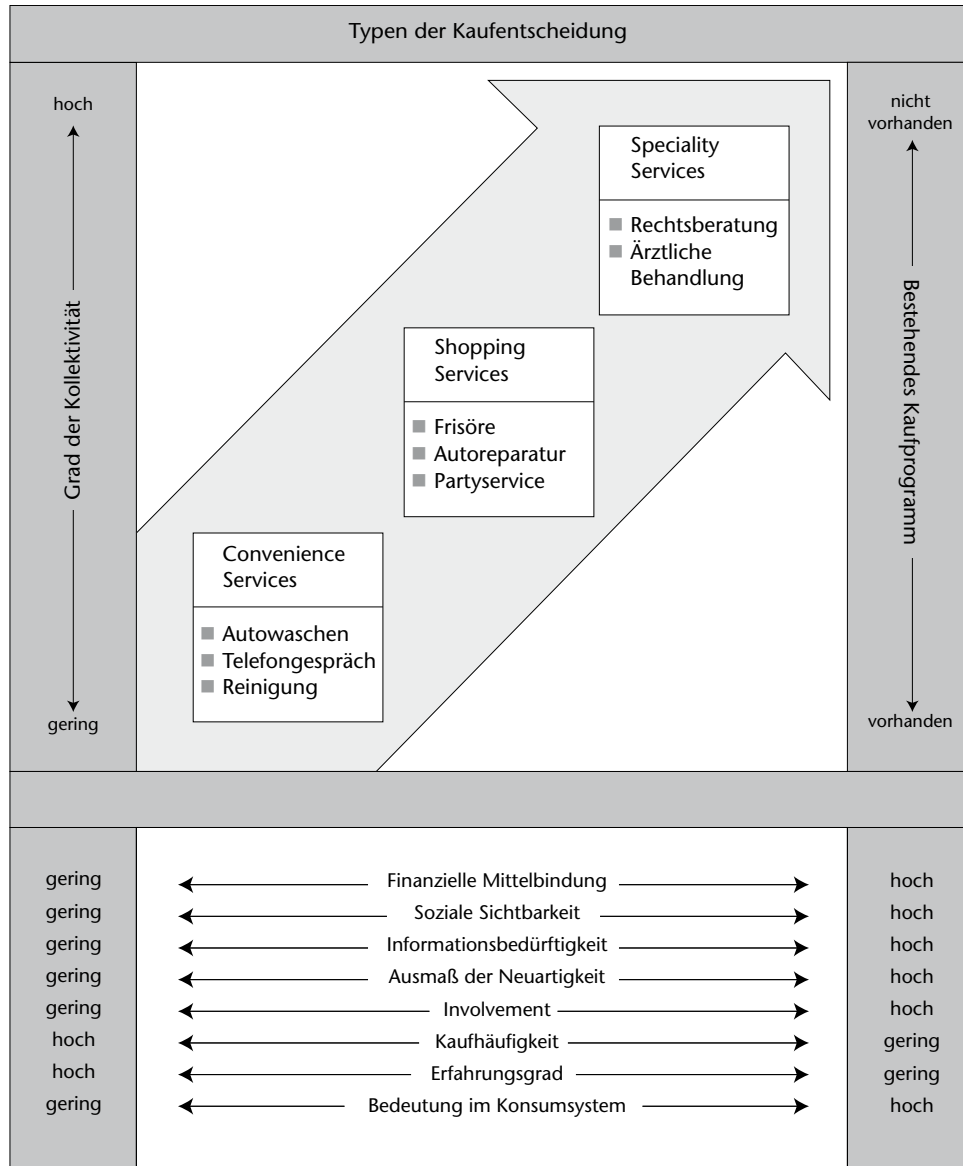 Typen der Kaufentscheidung
hoch
Grad der Kollektivität
gering
nicht
vorhanden
Bestehendes Kaufprogramm
vorhanden
Speciality
Services
Rechtsberatung
Ärztliche
Behandlung
Shopping
Services
Frisöre
Autoreparatur
Partyservice
Convenience
Services
Autowaschen
Telefongespräch
Reinigung
gering Finanzielle Mittelbindung hoch
gering Soziale Sichtbarkeit hoch
gering Informationsbedürftigkeit hoch
gering Ausmaß der Neuartigkeit hoch
gering Involvement hoch
hoch Kaufhäufigkeit gering
hoch Erfahrungsgrad gering
gering Bedeutung im Konsumsystem hoch